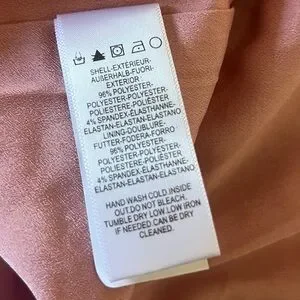 SHELL-EXTÉRIEUR-
AUßERHALB-FUORI-
EXTERIOR:
96% POLYESTER-
POLYESTER-POLYESTER-
POLIESTERE-POLIÉSTER
4% SPANDEX-ÉLASTHANNE-
ELASTAN-ELASTAN-ELASTANO
LINING-DOUBLURE-
FUTTER-FODERA-FORRO:
96% POLYESTER-
POLYESTER-POLYESTER-
POLIESTERE-POLIÉSTER
4% SPANDEX-ÉLASTHANNE-
ELASTAN-ELASTAN-ELASTANO
HAND WASH COLD.INSIDE
OUT.DO NOT BLEACH.
TUMBLE DRY LOW.LOW IRON
IF NEEDED.CAN BE DRY
CLEANED.